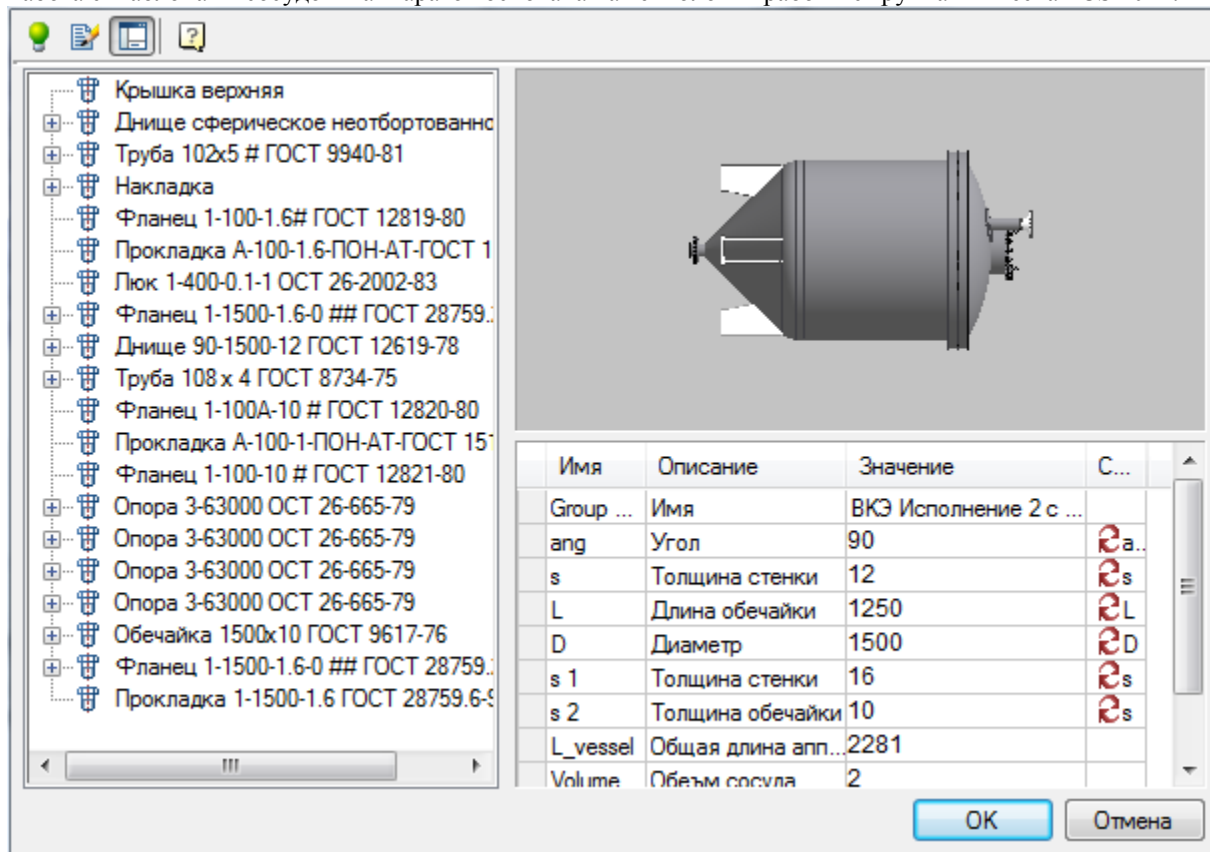 Крышка верхняя
Днище сферическое неотбортованно
Труба 102x5 # ГОСТ 9940-81
Накладка
Фланец 1-100-1.6# ГОСТ 12819-80
Прокладка А-100-1.6-ПОН-АТ-ГОСТ 1
Люк 1-400-0.1-1 ОСТ 26-2002-83
Фланец 1-1500-1.6-0 ## ГОСТ 28759.
Днище 90-1500-12 ГОСТ 12619-78
Труба 108 x 4 ГОСТ 8734-75
Фланец 1-100А-10 # ГОСТ 12820-80
Прокладка А-100-1-ПОН-АТ-ГОСТ 151
Фланец 1-100-10 # ГОСТ 12821-80
Опора 3-63000 ОСТ 26-665-79
Опора 3-63000 ОСТ 26-665-79
Опора 3-63000 ОСТ 26-665-79
Опора 3-63000 ОСТ 26-665-79
Обечайка 1500x10 ГОСТ 9617-76
Фланец 1-1500-1.6-0 ## ГОСТ 28759.
Прокладка 1-1500-1.6 ГОСТ 28759.6-9
Имя Описание Значение С...
Group ... Имя ВКЭ Исполнение 2 с ...
ang Угол 90 a..
s Толщина стенки 12 s
L Длина обечайки 1250 L
D Диаметр 1500 D
s 1 Толщина стенки 16 s
s 2 Толщина обечайки 10 s
L_vessel Общая длина апп... 2281
Volume Обеъм сосуда 2
OK Отмена